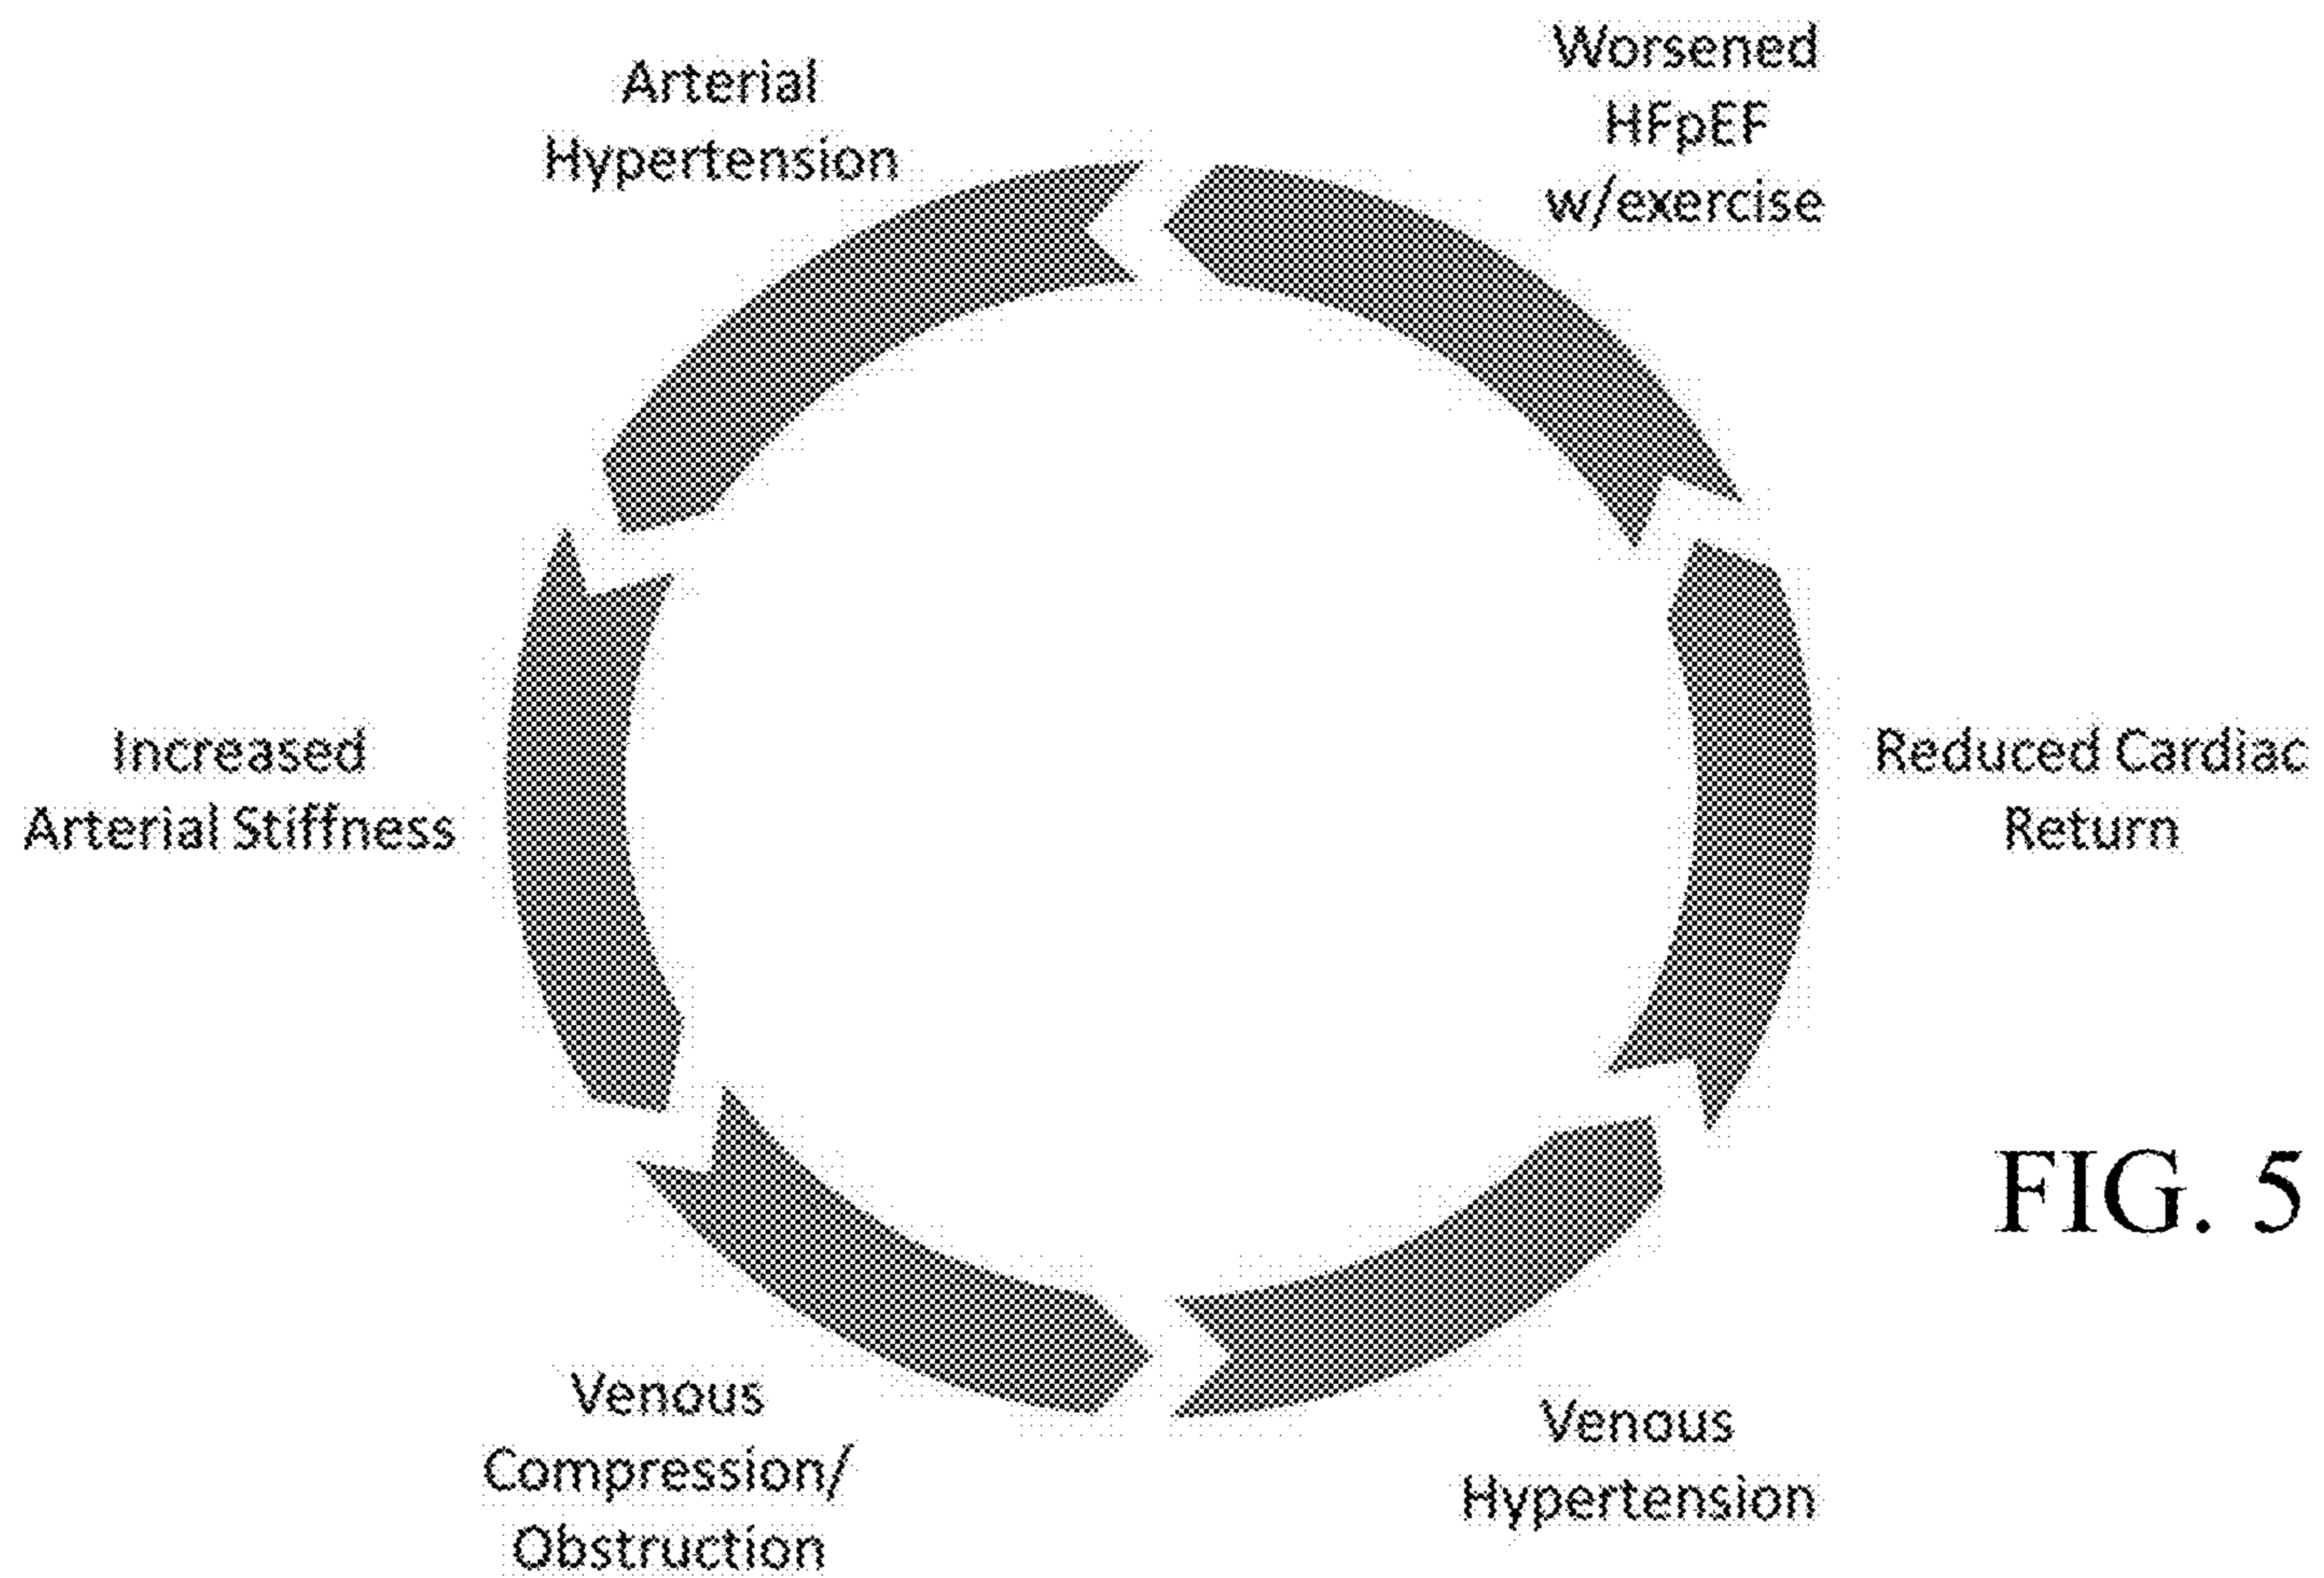 Arterial
Hypertension
Worsened
HFpEF
w/exercise
Increased
Arterial Stiffness
Reduced Cardiac
Return
Venous
Compression/
Obstruction
Venous
Hypertension
FIG. 5